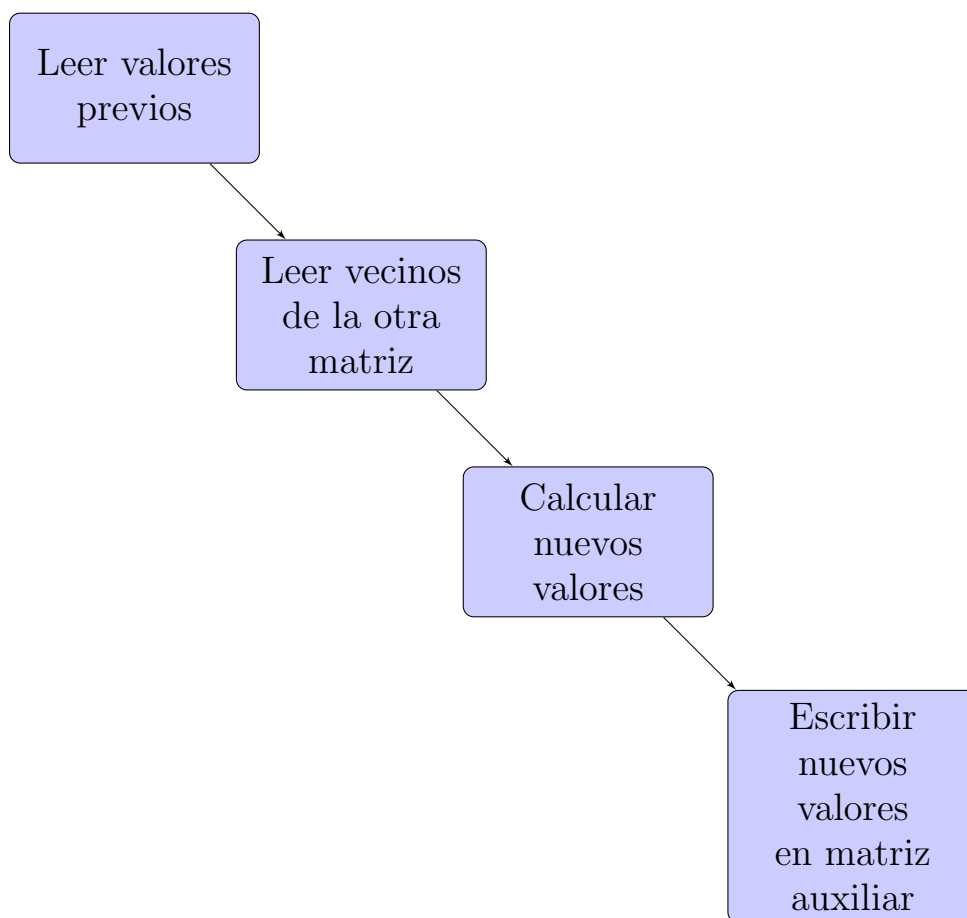 Leer valores
previos
Leer vecinos
de la otra
matriz
Calcular
nuevos
valores
Escribir
nuevos
valores
en matriz
auxiliar